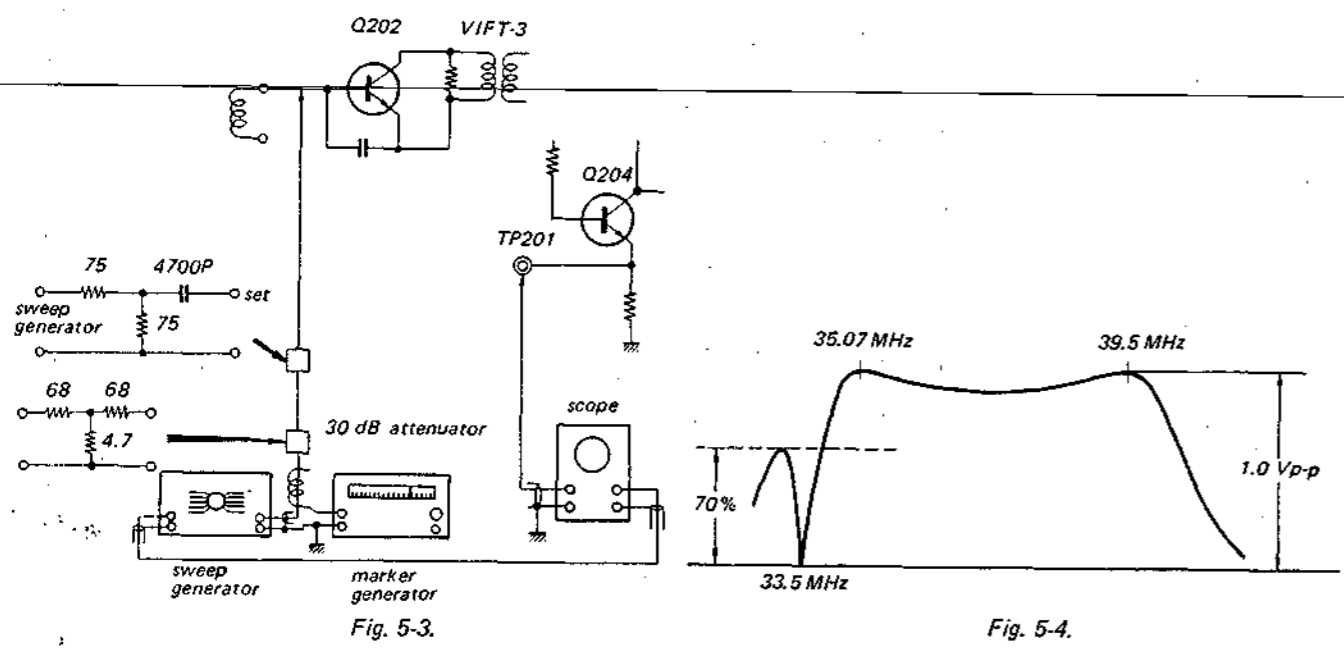 Q202
VIFT-3
Q204
TP201
75
4700P
set
sweep
generator
75
68
68
4.7
30 dB attenuator
scope
sweep
generator
marker
generator
Fig. 5-3.
35.07 MHz
39.5 MHz
70%
1.0 Vp-p
33.5 MHz
Fig. 5-4.